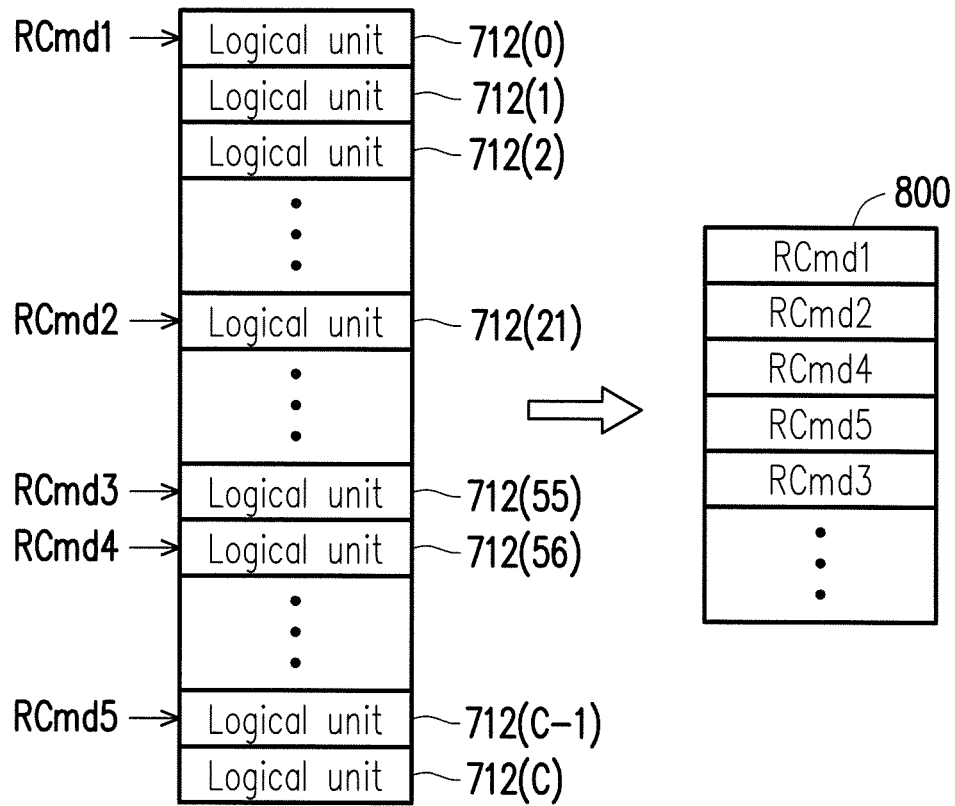 RCmd1 Logical unit 712(0)
Logical unit 712(1)
Logical unit 712(2)
RCmd2 Logical unit 712(21)
RCmd3 Logical unit 712(55)
RCmd4 Logical unit 712(56)
RCmd5 Logical unit 712(C-1)
Logical unit 712(C)
800
RCmd1
RCmd2
RCmd4
RCmd5
RCmd3